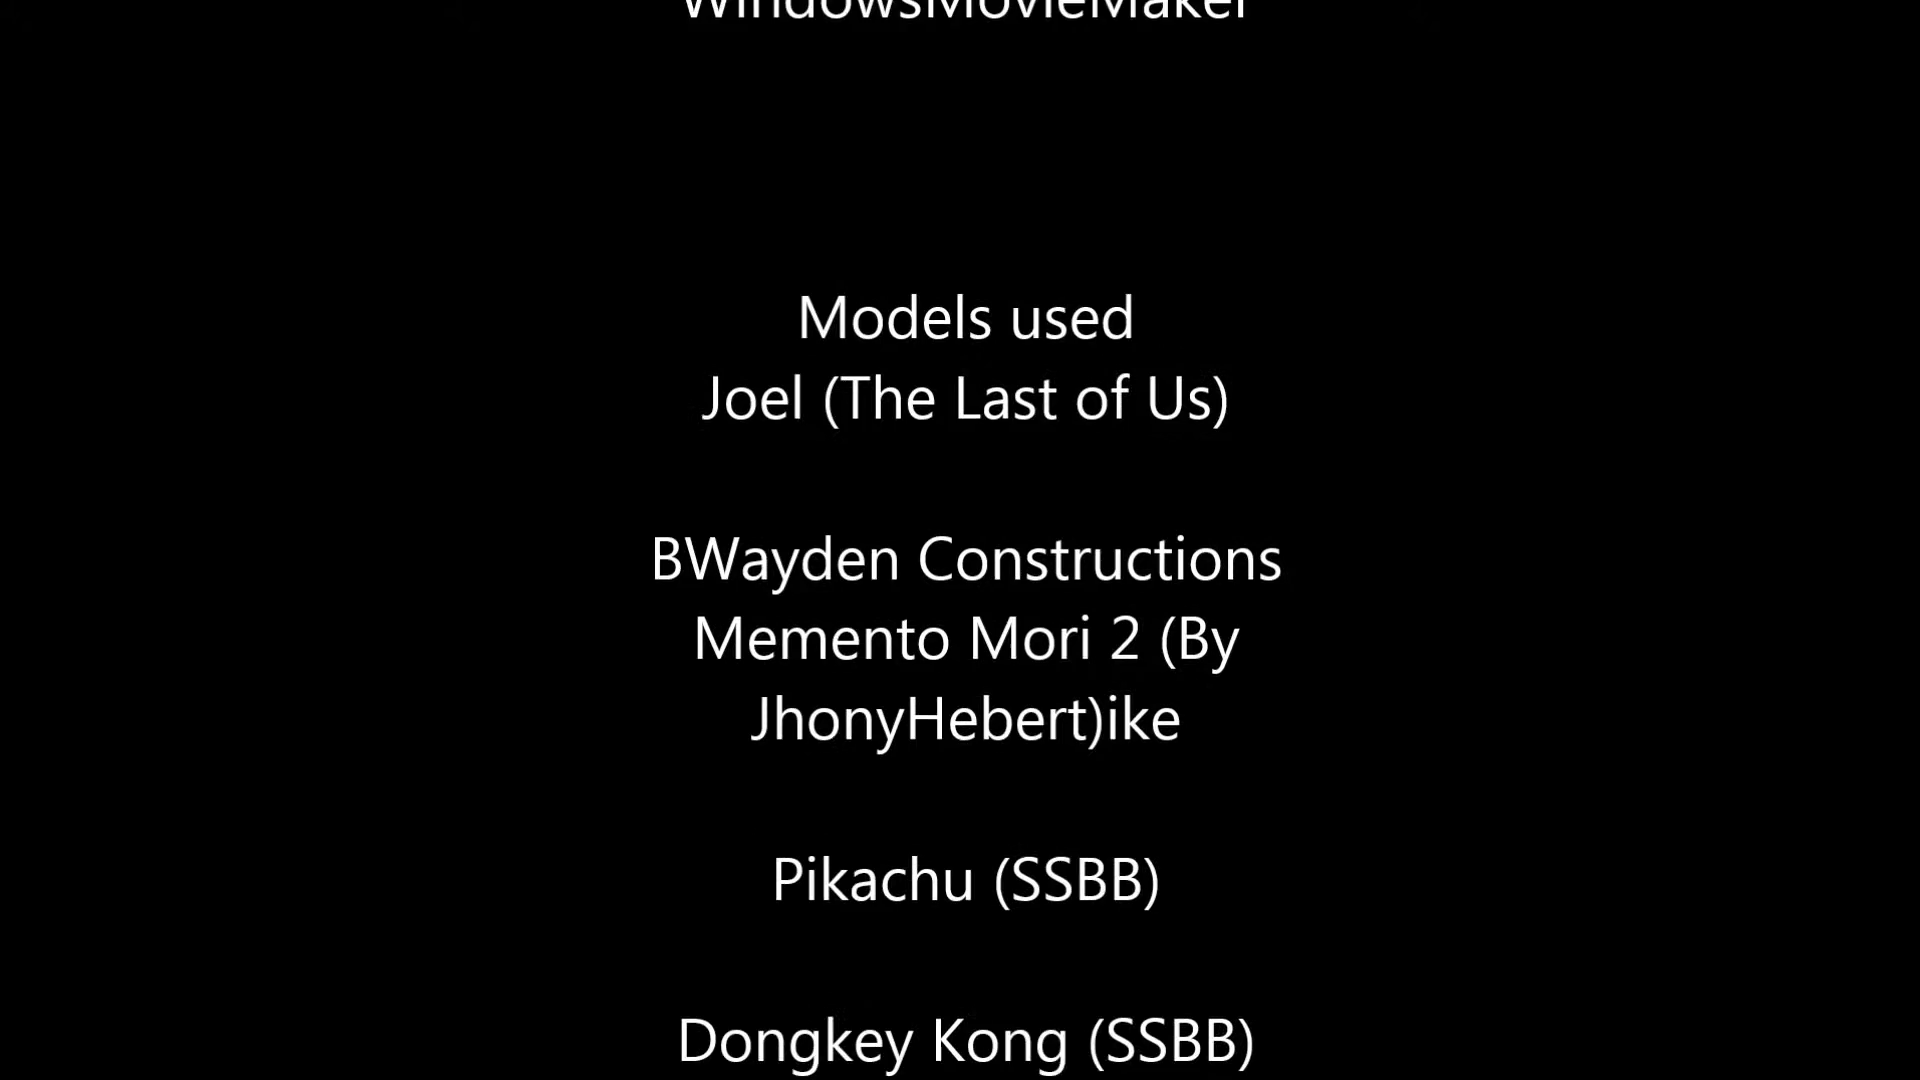 WindowsMovieMaker
Models used
Joel (The Last of Us)
BWayden Constructions
Memento Mori 2 (By
JhonyHebert)ike
Pikachu (SSBB)
Dongkey Kong (SSBB)